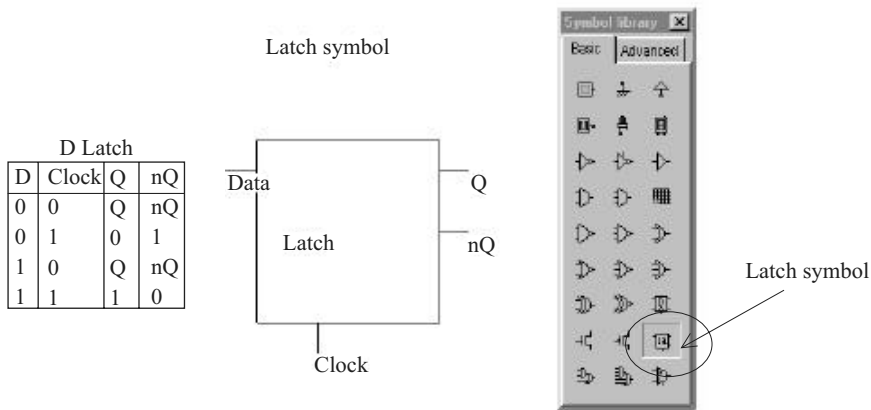 Latch symbol
D Latch
D Clock Q nQ
0 0 Q nQ
0 1 0 1
1 0 Q nQ
1 1 1 0
Data
Latch
Q
nQ
Clock
Symbol library
Basic
Advanced
Latch symbol